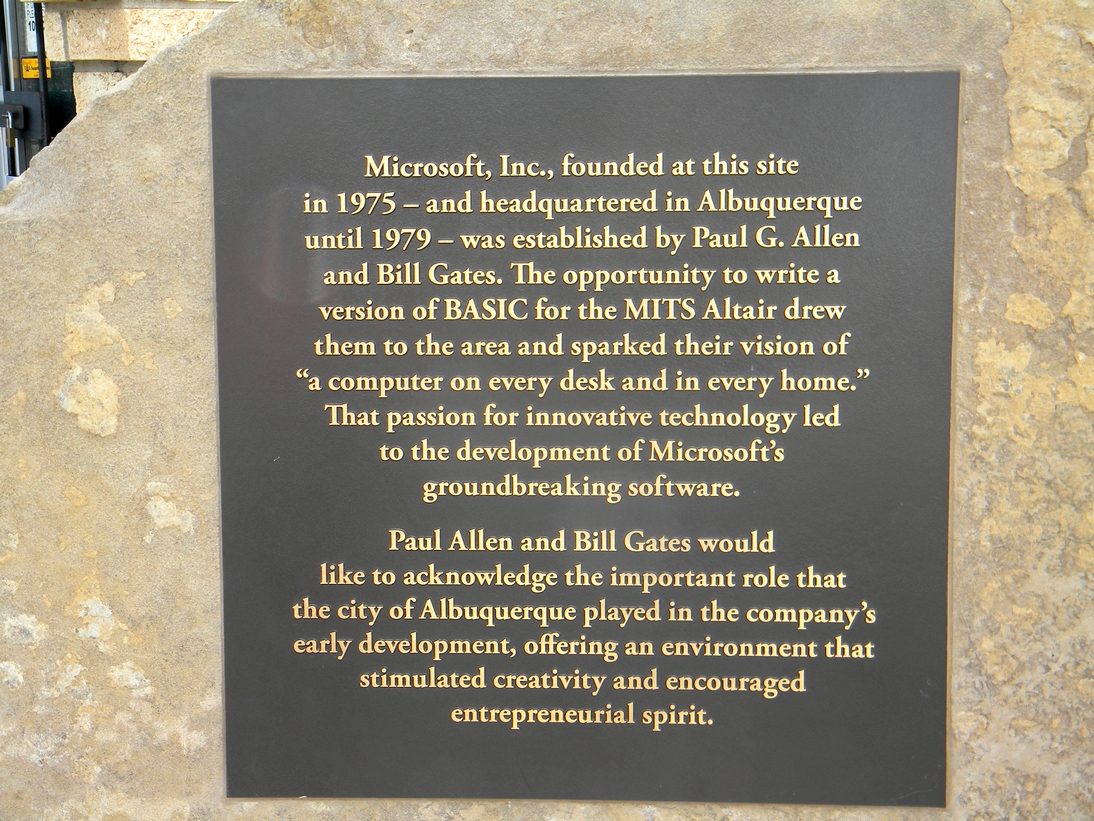 Microsoft, Inc., founded at this site
in 1975 – and headquartered in Albuquerque
until 1979 – was established by Paul G. Allen
and Bill Gates. The opportunity to write a
version of BASIC for the MITS Altair drew
them to the area and sparked their vision of
“a computer on every desk and in every home.”
That passion for innovative technology led
to the development of Microsoft’s
groundbreaking software.
Paul Allen and Bill Gates would
like to acknowledge the important role that
the city of Albuquerque played in the company’s
early development, offering an environment that
stimulated creativity and encouraged
entrepreneurial spirit.